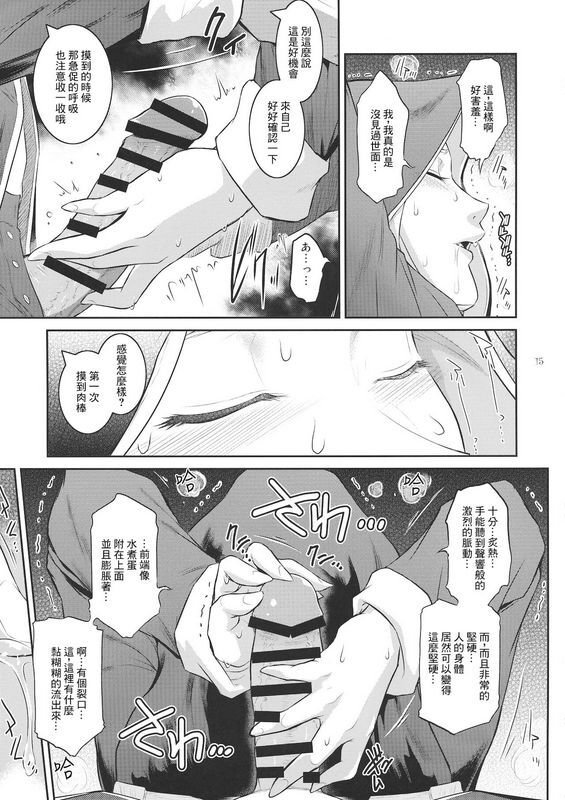 這，這樣啊
好害羞…
我，我真的是
沒見過世面…
別這麼說
這是好機會
來自己
好好確認一下
摸到的時候
那急促的呼吸
也注意收一收哦
あ…っ…
15
感覺怎麼樣？
第一次
摸到肉棒
哈
哈
十分…炙熱…
手能聽到聲響般的
激烈的脈動…
さわ…
而，而且非常的
堅硬…
人的身體
居然可以變得
這麼堅硬…
…前端像
水煮蛋
附在上面
並且膨脹著…
啊…有個裂口…
這，這裡有什麼
黏糊糊的流出來…
さわ…
哈
哈